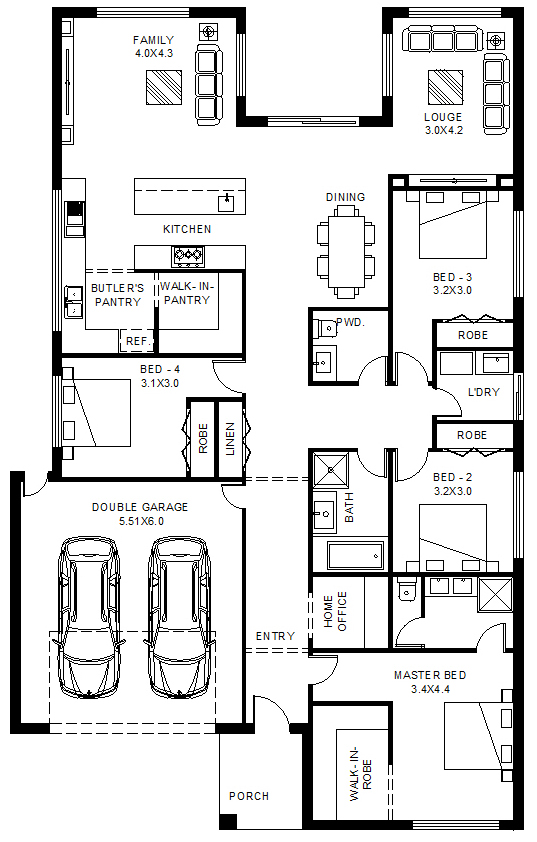 FAMILY
4.0X4.3
LOUGE
3.0X4.2
DINING
KITCHEN
BUTLER'S
PANTRY
WALK-IN-
PANTRY
REF.
PWD.
BED - 3
3.2X3.0
ROBE
BED - 4
3.1X3.0
L'DRY
ROBE
LINEN
ROBE
BED - 2
3.2X3.0
DOUBLE GARAGE
5.51X6.0
BATH
HOME
OFFICE
ENTRY
MASTER BED
3.4X4.4
WALK-IN-
ROBE
PORCH